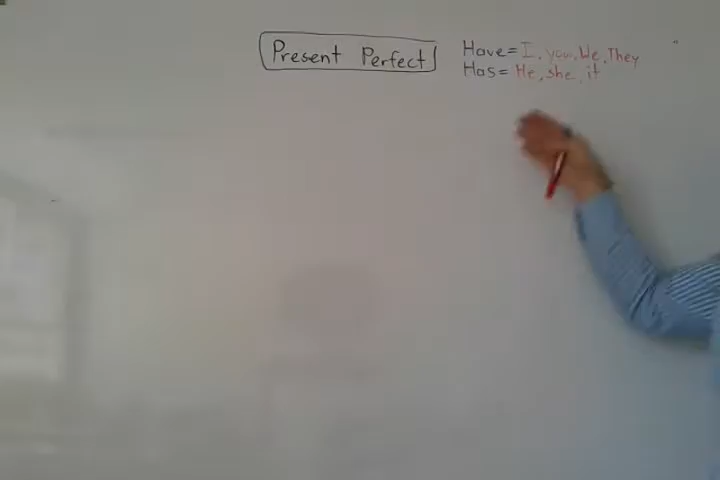 Present Perfect
Have= I, you, We, They
Has= He, she, it